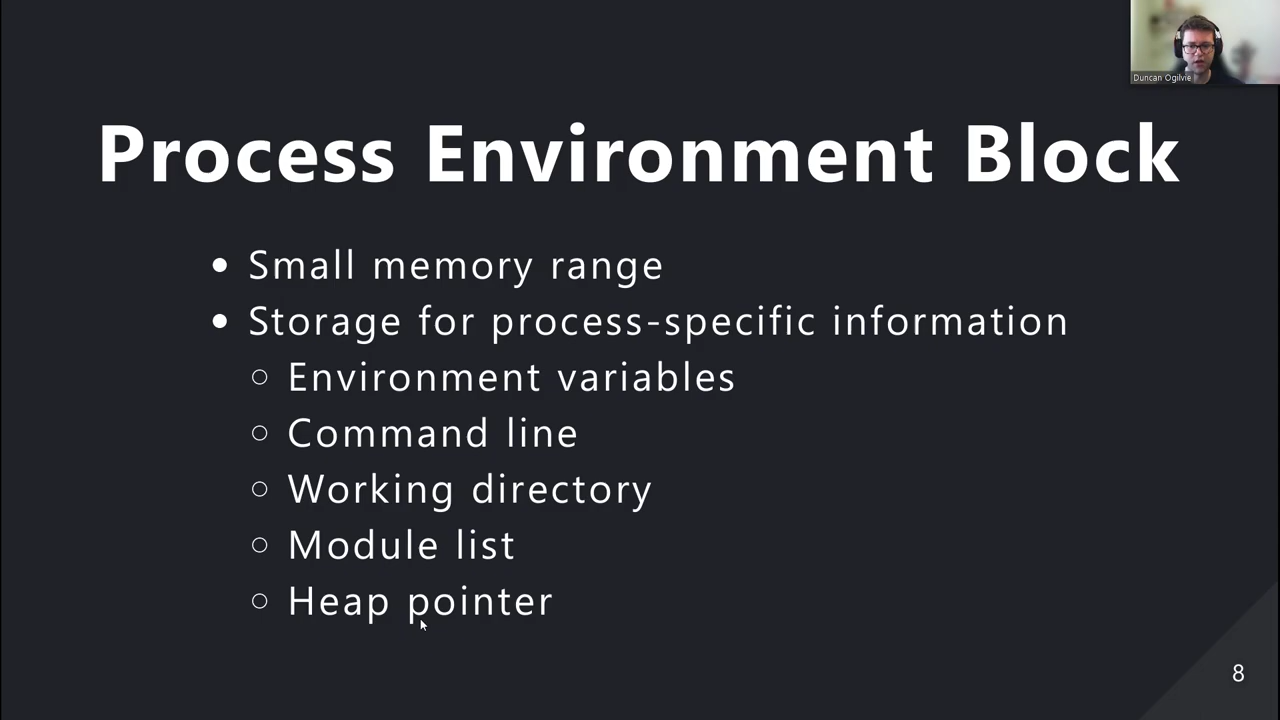 Duncan Ogilvie
Process Environment Block
Small memory range
Storage for process-specific information
Environment variables
Command line
Working directory
Module list
Heap pointer
8